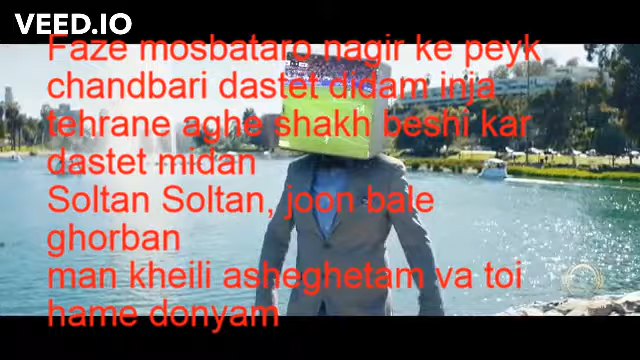 VEED.IO
Faze mosbataro nagir ke peyk
chandbari dastet didam inja
tehrane aghe shakh beshi kar
dastet midan
Soltan Soltan, joon bale
ghorban
man kheili asheghetam va toi
hame donyam